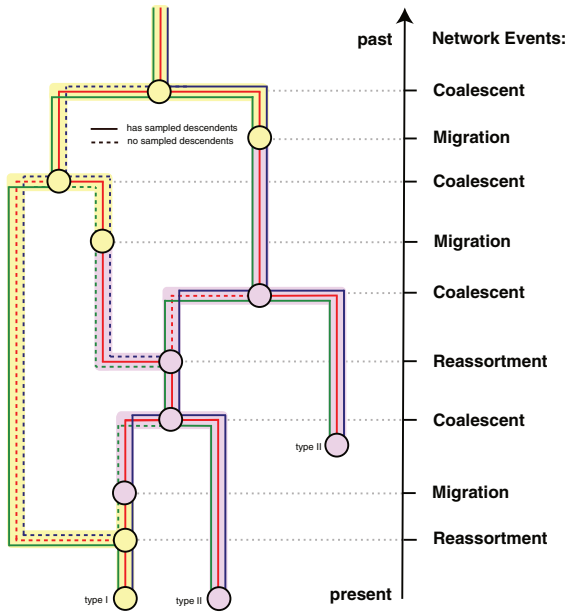 past
Network Events:
Coalescent
has sampled descendents
no sampled descendents
Migration
Coalescent
Migration
Coalescent
Reassortment
Coalescent
type II
Migration
Reassortment
type I
type II
present